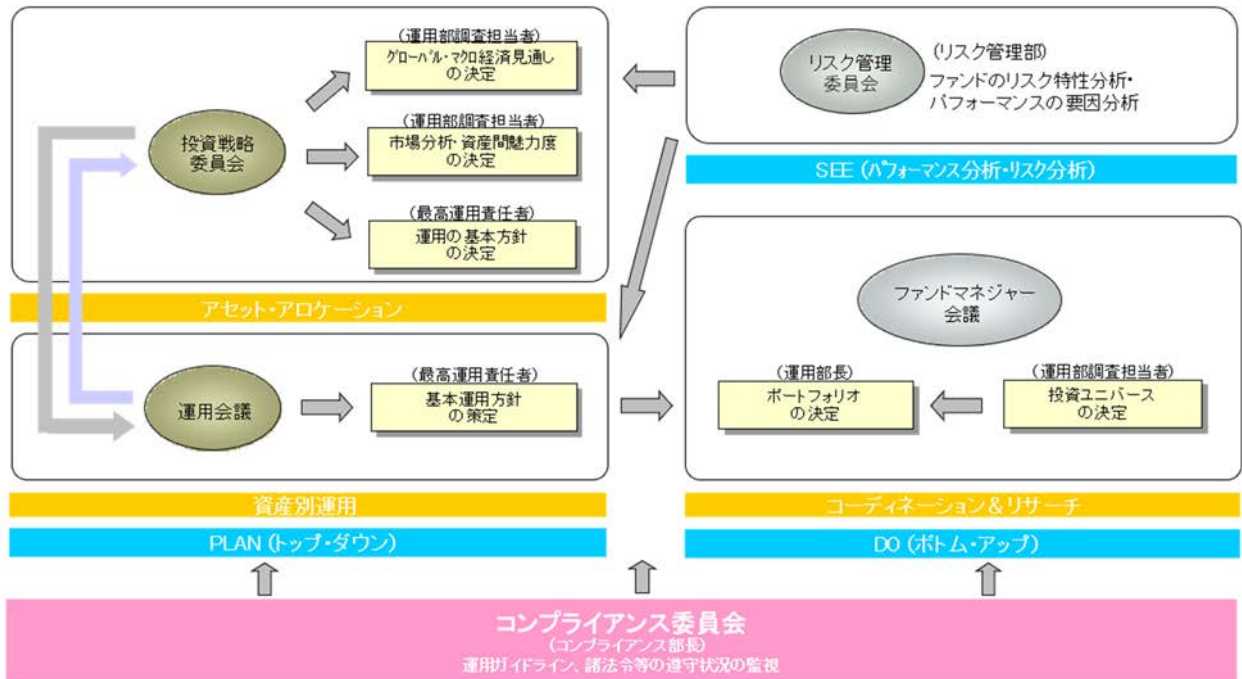 (運用部調査担当者)
グローバル・マクロ経済見通し
の決定
投資戦略
委員会
(運用部調査担当者)
市場分析・資産間魅力度
の決定
(最高運用責任者)
運用の基本方針
の決定
アセット・アロケーション
運用会議
(最高運用責任者)
基本運用方針
の策定
資産別運用
PLAN (トップ・ダウン)
リスク管理
委員会
(リスク管理部)
ファンドのリスク特性分析・
パフォーマンスの要因分析
SEE (パフォーマンス分析・リスク分析)
ファンドマネジャー
会議
(運用部長)
ポートフォリオ
の決定
(運用部調査担当者)
投資ユニバース
の決定
コーディネーション&リサーチ
DO (ボトム・アップ)
コンプライアンス委員会
(コンプライアンス部長)
運用ガイドライン、諸法令等の遵守状況の監視